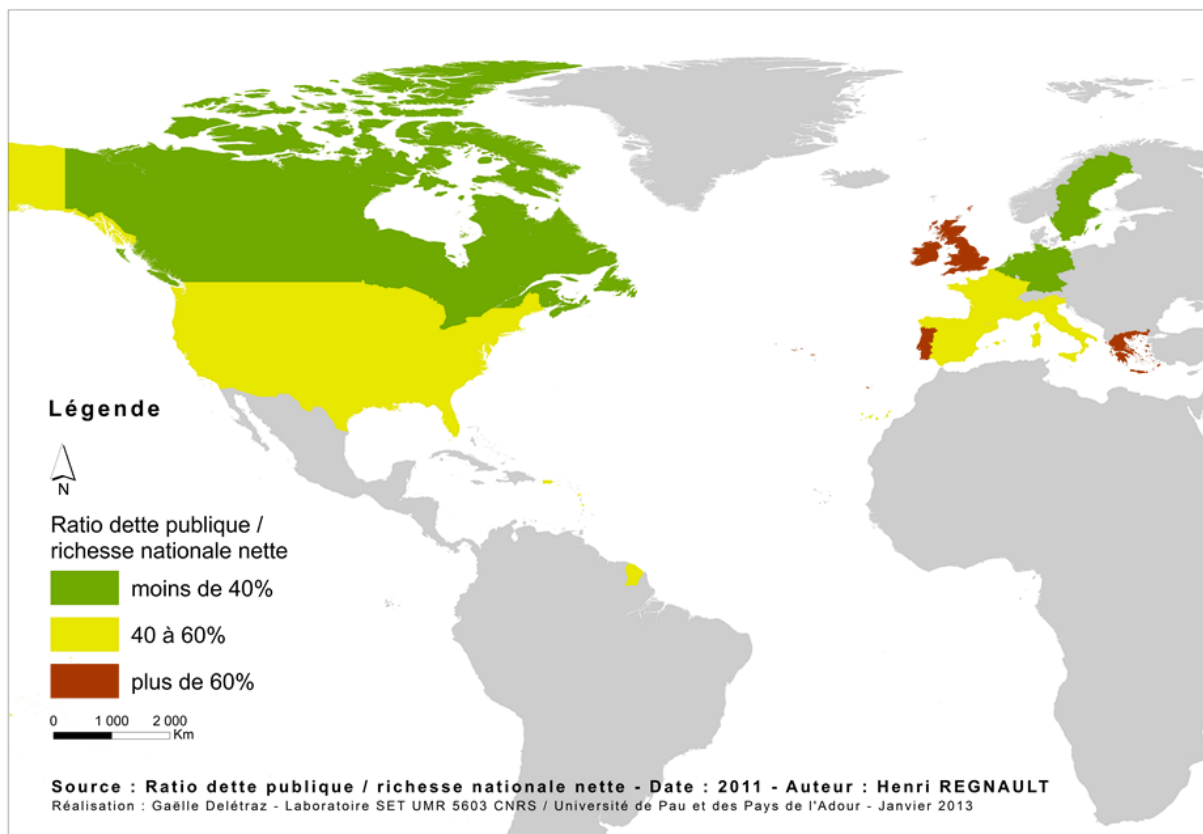 Légende
N
Ratio dette publique /
richesse nationale nette
moins de 40%
40 à 60%
plus de 60%
0 1 000 2 000
Km
Source : Ratio dette publique / richesse nationale nette - Date : 2011 - Auteur : Henri REGNAULT
Réalisation : Gaëlle Delétraz - Laboratoire SET UMR 5603 CNRS / Université de Pau et des Pays de l'Adour - Janvier 2013